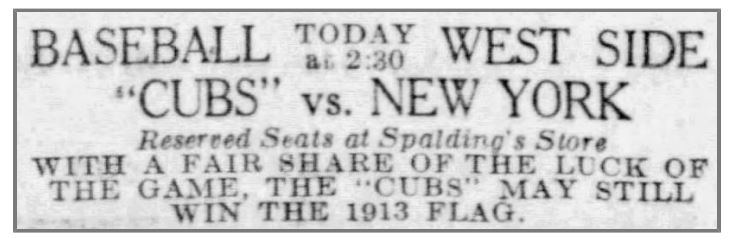 BASEBALL TODAY at 2:30 WEST SIDE
"CUBS" vs. NEW YORK
Reserved Seats at Spalding's Store
WITH A FAIR SHARE OF THE LUCK OF
THE GAME, THE "CUBS" MAY STILL
WIN THE 1913 FLAG.